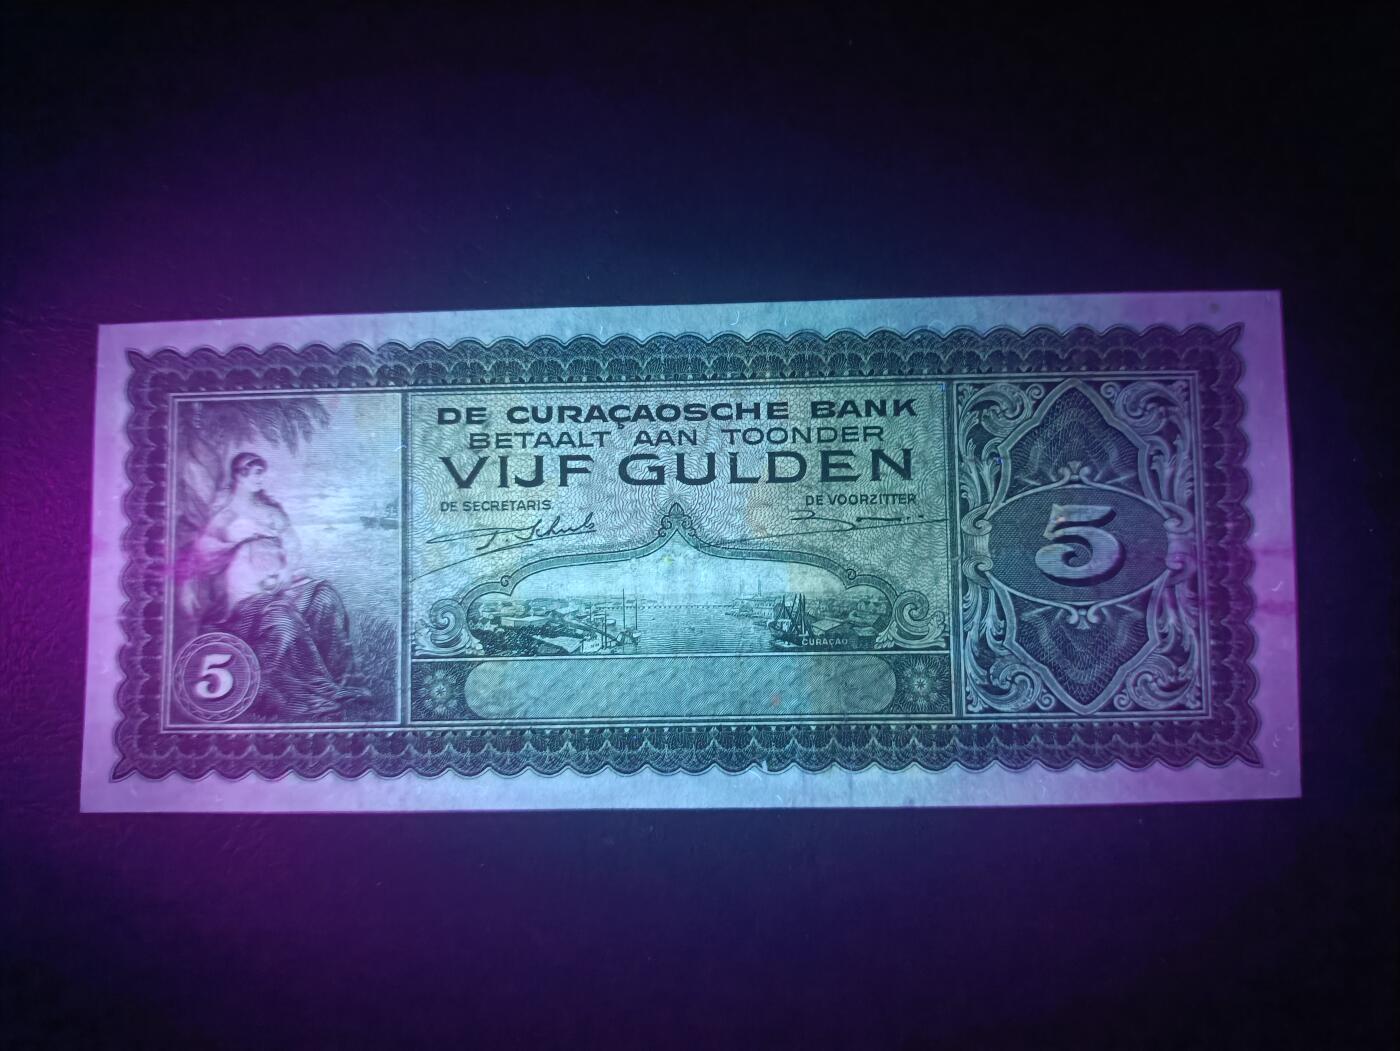 DE CURAÇAOSCHE BANK
BETAALT AAN TOONDER
VIJF GULDEN
DE SECRETARIS
DE VOORZITTER
5
CURAÇAO
5